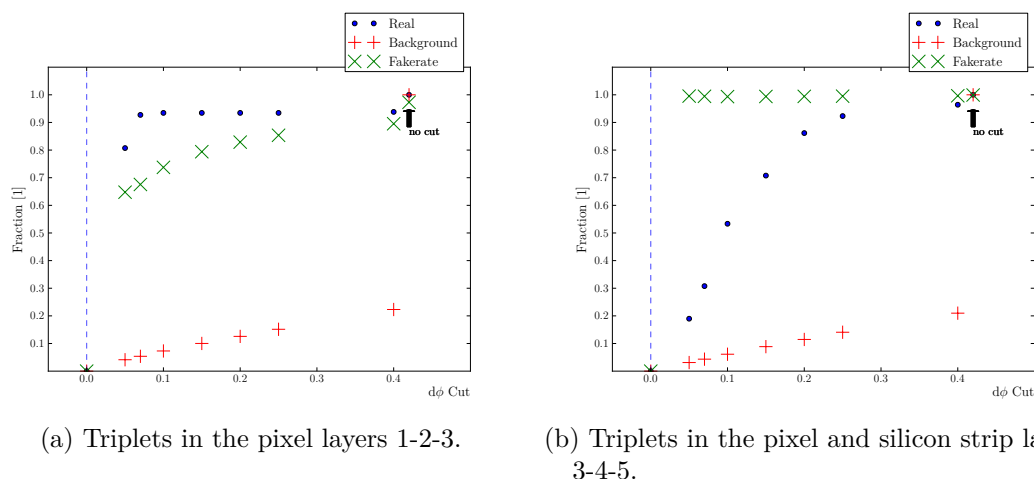 Real
Background
Fakerate
1.0
0.9
0.8
0.7
0.6
0.5
0.4
0.3
0.2
0.1
Fraction [1]
no cut
0.0 0.1 0.2 0.3 0.4
dϕ Cut
(a) Triplets in the pixel layers 1-2-3.
Real
Background
Fakerate
1.0
0.9
0.8
0.7
0.6
0.5
0.4
0.3
0.2
0.1
Fraction [1]
no cut
0.0 0.1 0.2 0.3 0.4
dϕ Cut
(b) Triplets in the pixel and silicon strip la
3-4-5.